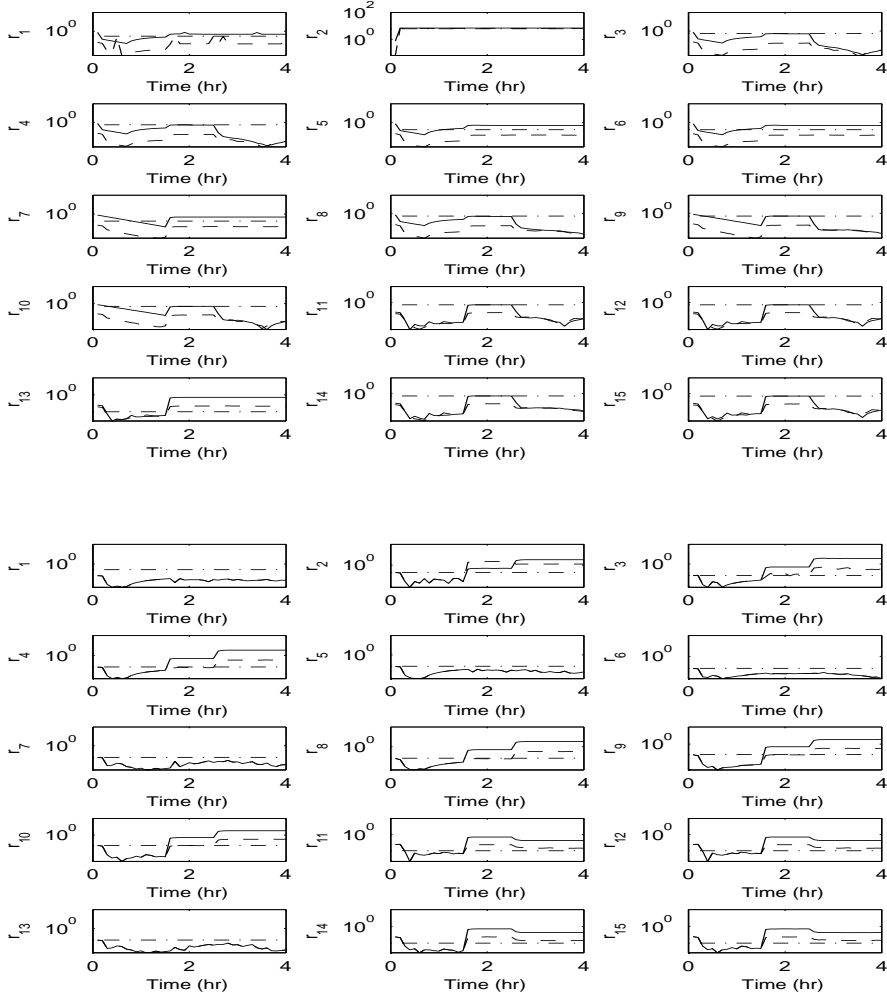 r1 10^0 0 2 4 Time (hr)
r2 10^2 10^0 0 2 4 Time (hr)
r3 10^0 0 2 4 Time (hr)
r4 10^0 0 2 4 Time (hr)
r5 10^0 0 2 4 Time (hr)
r6 10^0 0 2 4 Time (hr)
r7 10^0 0 2 4 Time (hr)
r8 10^0 0 2 4 Time (hr)
r9 10^0 0 2 4 Time (hr)
r10 10^0 0 2 4 Time (hr)
r11 10^0 0 2 4 Time (hr)
r12 10^0 0 2 4 Time (hr)
r13 10^0 0 2 4 Time (hr)
r14 10^0 0 2 4 Time (hr)
r15 10^0 0 2 4 Time (hr)
r1 10^0 0 2 4 Time (hr)
r2 10^0 0 2 4 Time (hr)
r3 10^0 0 2 4 Time (hr)
r4 10^0 0 2 4 Time (hr)
r5 10^0 0 2 4 Time (hr)
r6 10^0 0 2 4 Time (hr)
r7 10^0 0 2 4 Time (hr)
r8 10^0 0 2 4 Time (hr)
r9 10^0 0 2 4 Time (hr)
r10 10^0 0 2 4 Time (hr)
r11 10^0 0 2 4 Time (hr)
r12 10^0 0 2 4 Time (hr)
r13 10^0 0 2 4 Time (hr)
r14 10^0 0 2 4 Time (hr)
r15 10^0 0 2 4 Time (hr)